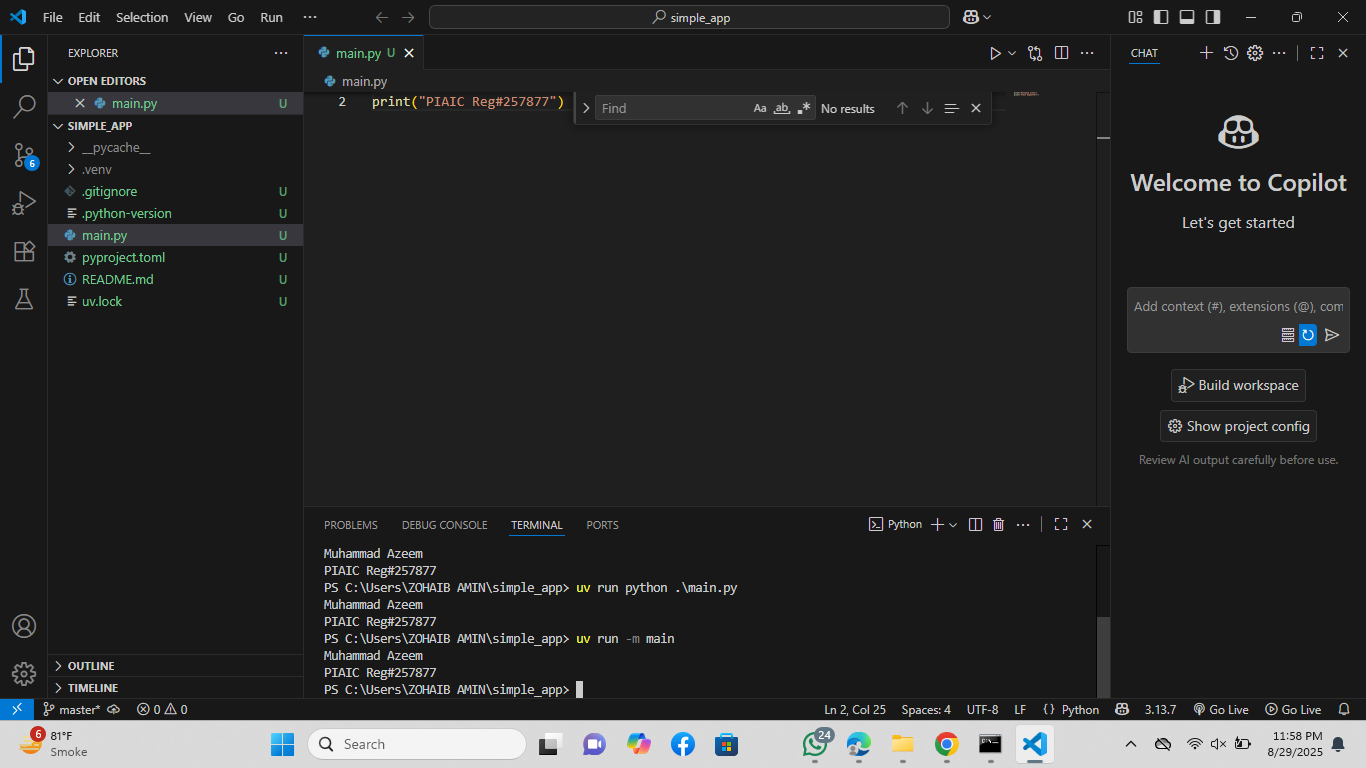 File Edit Selection View Go Run ···
simple_app
EXPLORER
OPEN EDITORS
main.py U
SIMPLE_APP
__pycache__
.venv
.gitignore U
.python-version U
main.py U
pyproject.toml U
README.md U
uv.lock U
OUTLINE
TIMELINE
6
main.py U
main.py
2 print("PIAIC Reg#257877")
Find Aa ab .* No results
PROBLEMS DEBUG CONSOLE TERMINAL PORTS
Python
Muhammad Azeem
PIAIC Reg#257877
PS C:\Users\ZOHAIB AMIN\simple_app> uv run python .\main.py
Muhammad Azeem
PIAIC Reg#257877
PS C:\Users\ZOHAIB AMIN\simple_app> uv run -m main
Muhammad Azeem
PIAIC Reg#257877
PS C:\Users\ZOHAIB AMIN\simple_app>
CHAT
Welcome to Copilot
Let's get started
Add context (#), extensions (@), com
Build workspace
Show project config
Review AI output carefully before use.
master* 0 0 Ln 2, Col 25 Spaces: 4 UTF-8 LF {} Python 3.13.7 Go Live Go Live
6
81°F
Smoke
Search
24
11:58 PM
8/29/2025